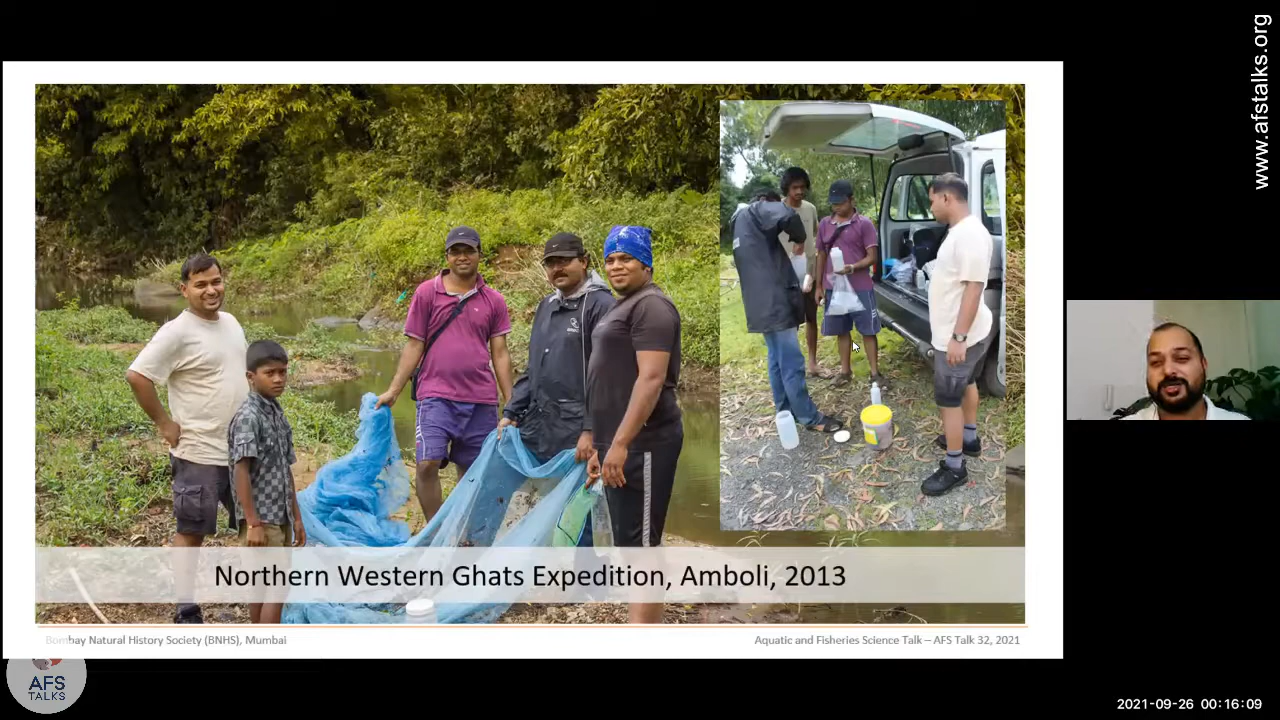 www.afstalks.org
Northern Western Ghats Expedition, Amboli, 2013
Bombay Natural History Society (BNHS), Mumbai
Aquatic and Fisheries Science Talk – AFS Talk 32, 2021
AFS
TALKS
2021-09-26 00:16:09